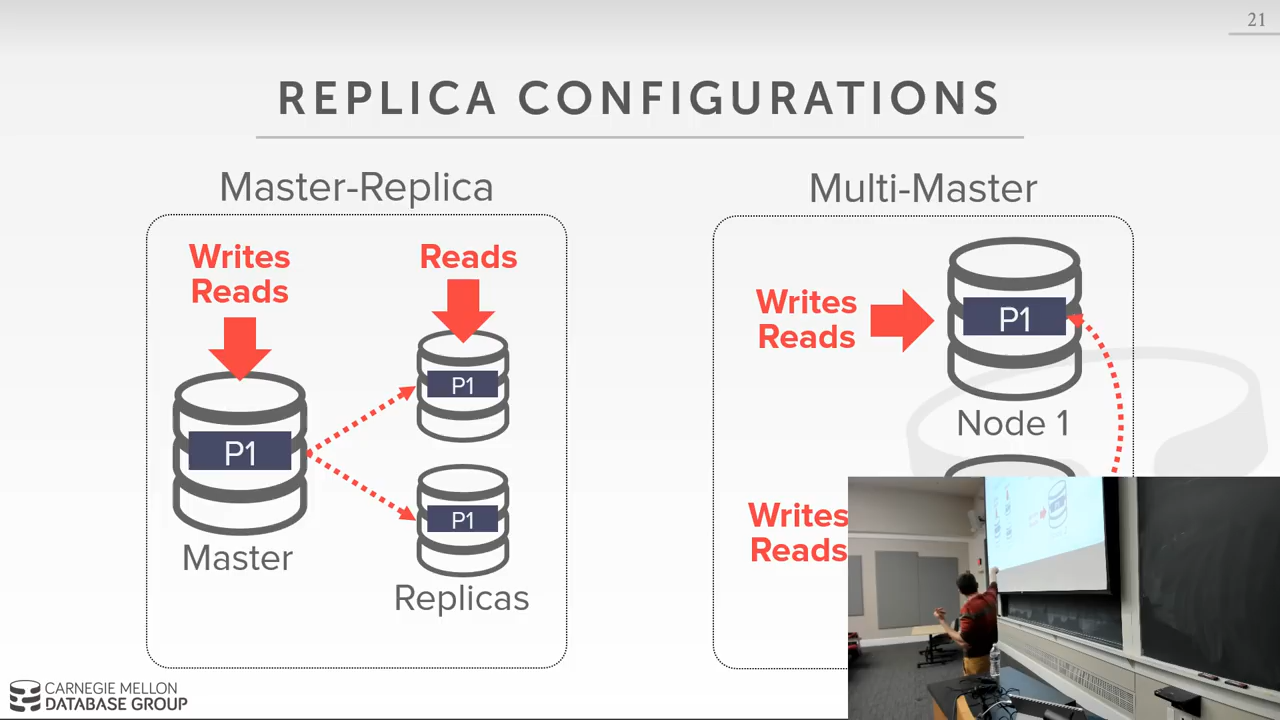 21
REPLICA CONFIGURATIONS
Master-Replica
Writes
Reads
Reads
P1
P1
P1
Master
Replicas
Multi-Master
Writes
Reads
P1
Node 1
Writes
Reads
CARNEGIE MELLON
DATABASE GROUP